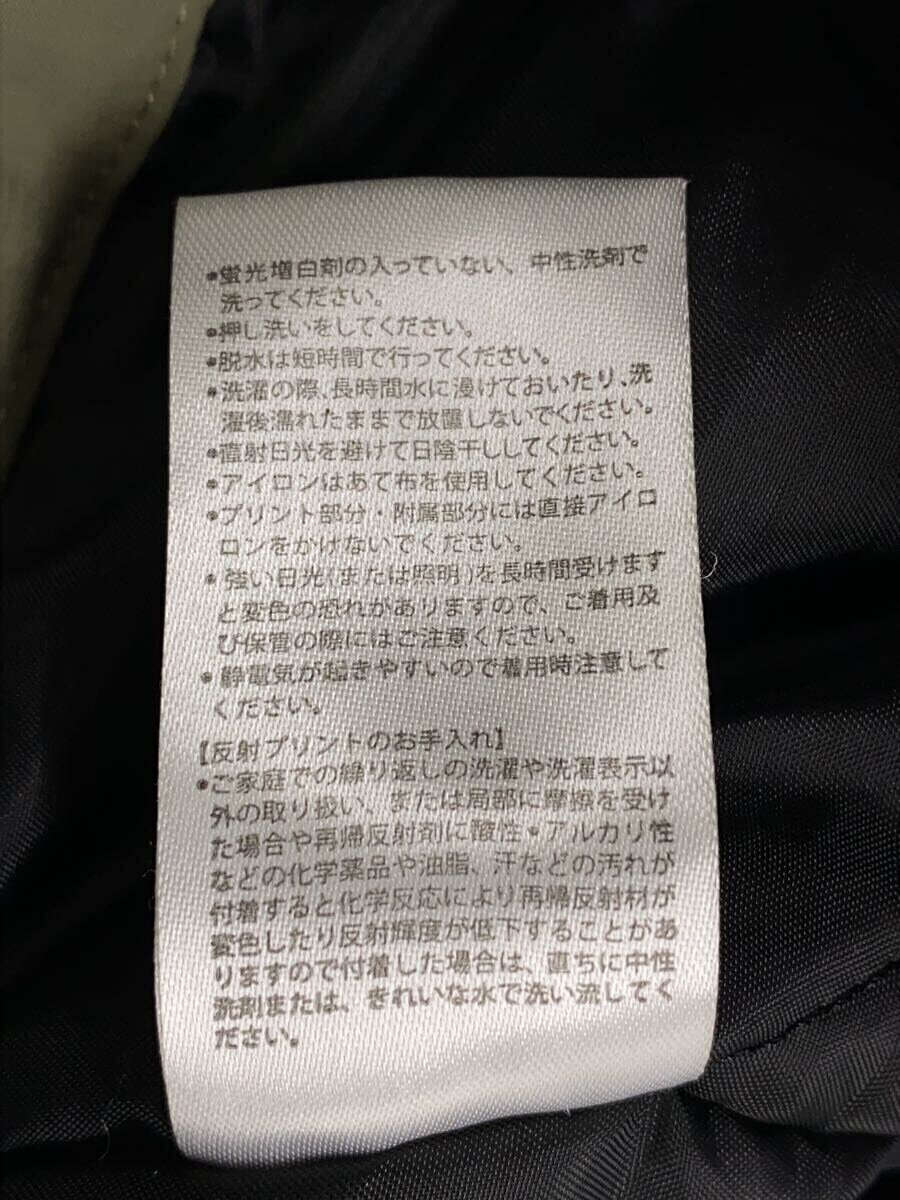 •蛍光増白剤の入っていない、中性洗剤で
洗ってください。
•押し洗いをしてください。
•脱水は短時間で行ってください。
•洗濯の際、長時間水に浸けておいたり、洗
濯後濡れたままで放置しないでください。
•直射日光を避けて日陰干ししてください。
•アイロンはあて布を使用してください。
•プリント部分・附属部分には直接アイロ
ロンをかけないでください。
•強い日光(または照明)を長時間受けます
と変色の恐れがありますので、ご着用及
び保管の際にはご注意ください。
•静電気が起きやすいので着用時注意して
ください。
【反射プリントのお手入れ】
•ご家庭での繰り返しの洗濯や洗濯表示以
外の取り扱い、または局部に摩擦を受け
た場合や再帰反射剤に酸性•アルカリ性
などの化学薬品や油脂、汗などの汚れが
付着すると化学反応により再帰反射材が
変色したり反射輝度が低下することがあ
りますので付着した場合は、直ちに中性
洗剤または、きれいな水で洗い流してく
ださい。